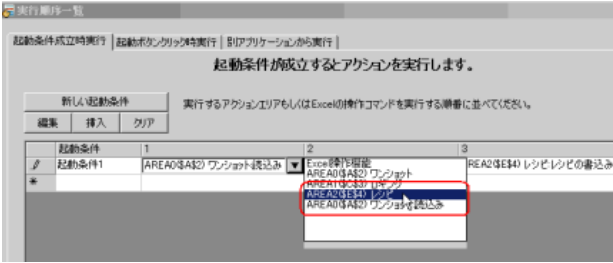 実行順序一覧
起動条件成立時実行 起動ボタンクリック時実行 別アプリケーションから実行
起動条件が成立するとアクションを実行します。
新しい起動条件
実行するアクションエリアもしくはExcelの操作コマンドを実行する順番に並べてください。
編集 挿入 クリア
起動条件 1 2 3
起動条件1 AREA0($A$2) ワンショット読込み Excel操作機能 REA2($E$4) レシピ レシピの書込み
AREA0($A$2) ワンショット
AREA1($C$3) ロギング
AREA2($E$4) レシピ
AREA0($A$2) ワンショット読込み